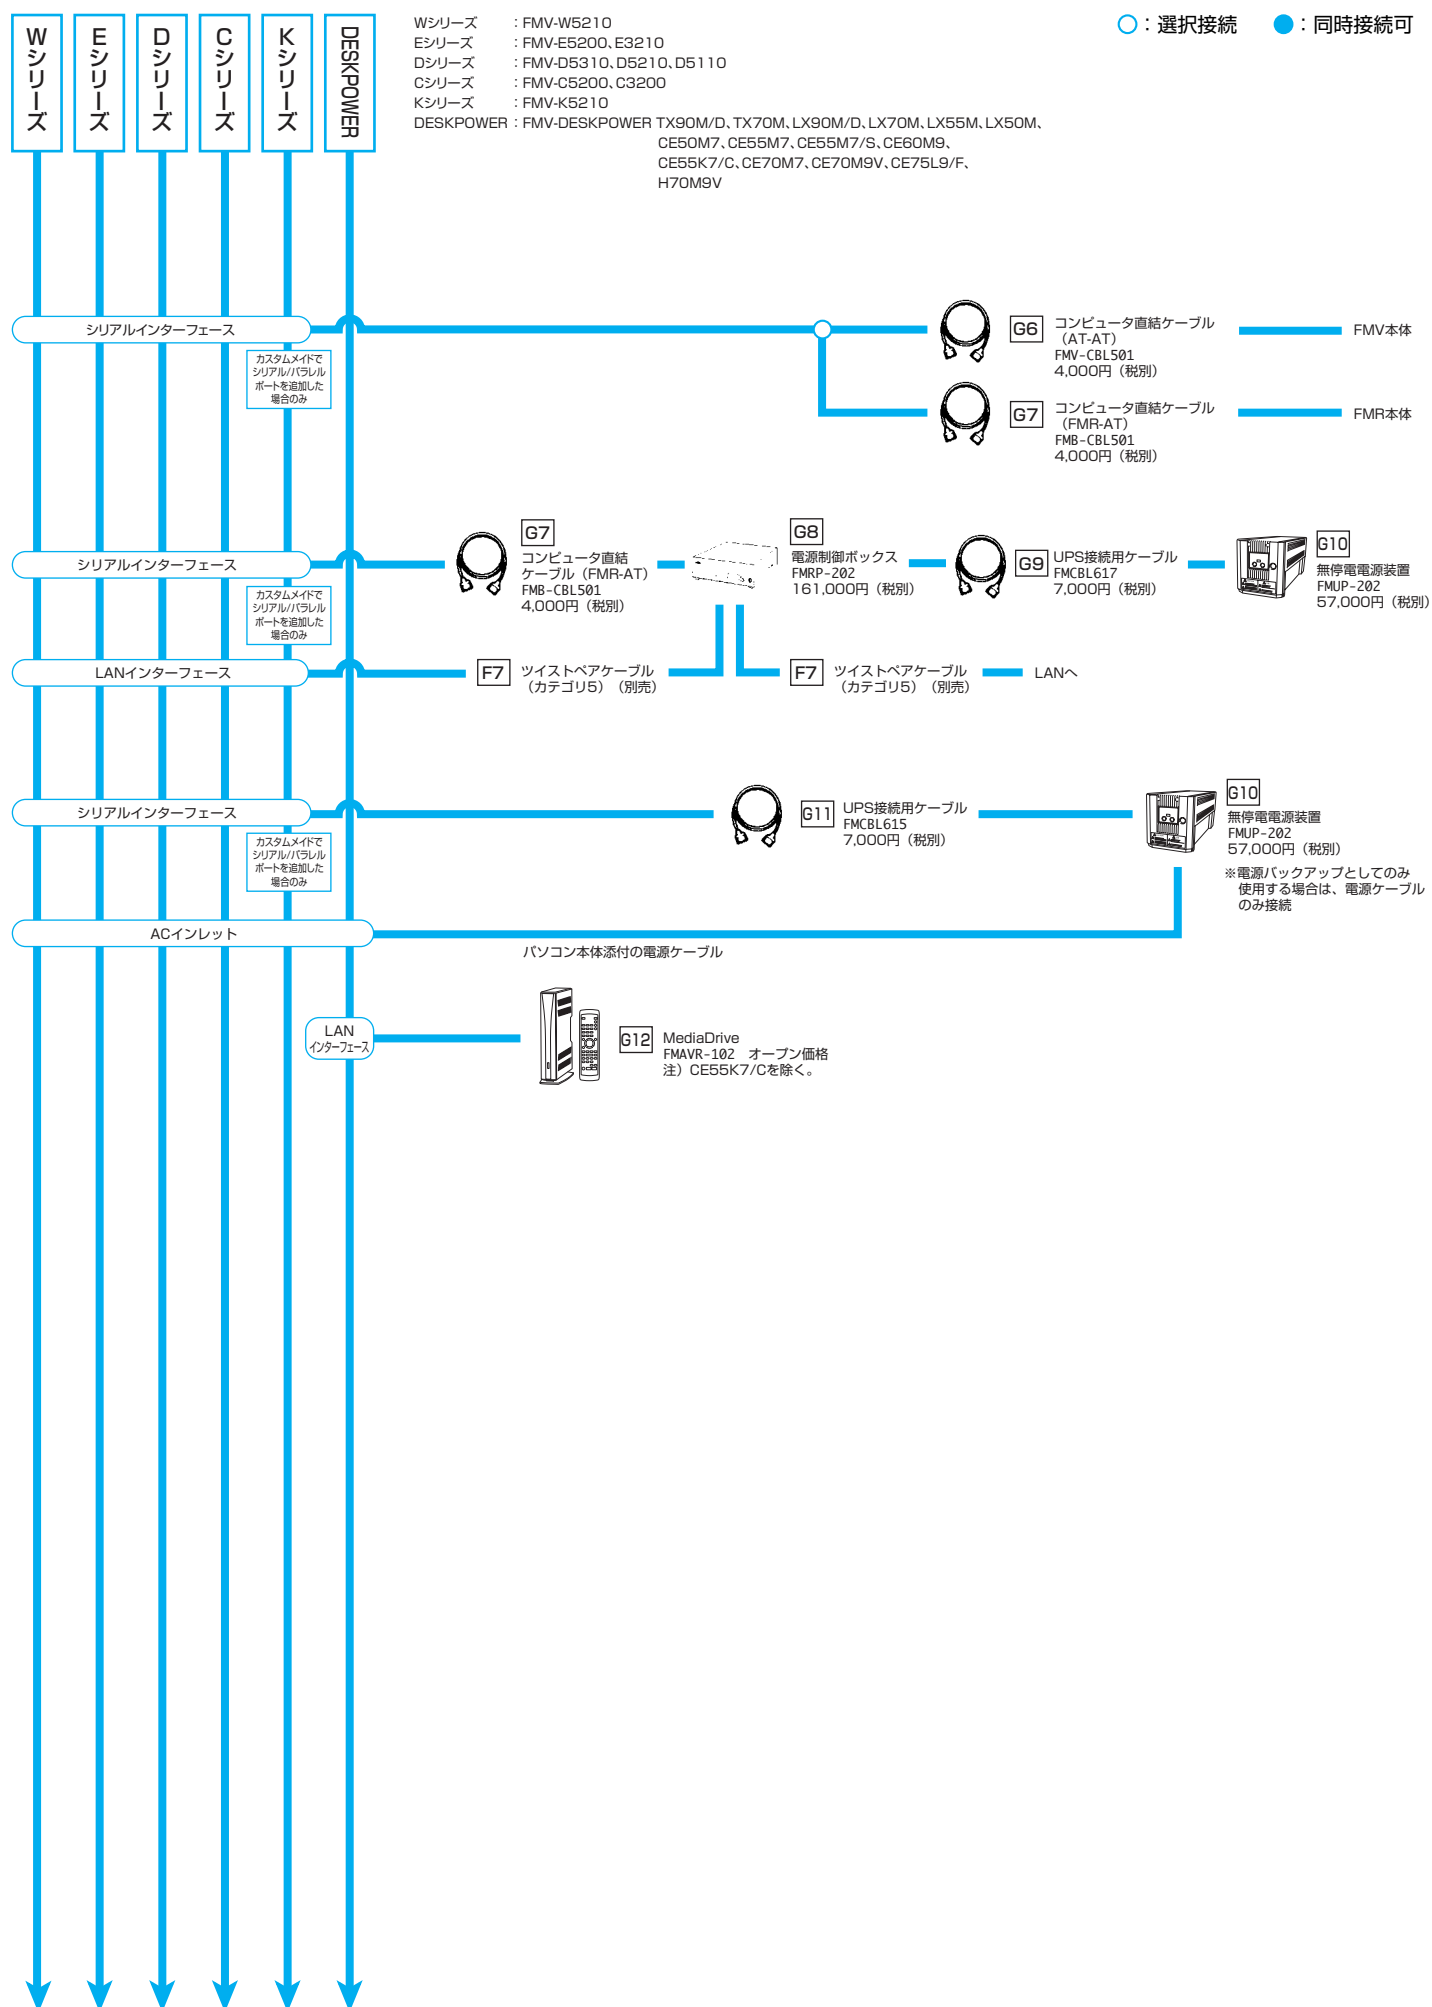 Wシリーズ
Eシリーズ
Dシリーズ
Cシリーズ
Kシリーズ
DESKPOWER
Wシリーズ ：FMV-W5210
Eシリーズ ：FMV-E5200、E3210
Dシリーズ ：FMV-D5310、D5210、D5110
Cシリーズ ：FMV-C5200、C3200
Kシリーズ ：FMV-K5210
DESKPOWER：FMV-DESKPOWER TX90M/D、TX70M、LX90M/D、LX70M、LX55M、LX50M、
CE50M7、CE55M7、CE55M7/S、CE60M9、
CE55K7/C、CE70M7、CE70M9V、CE75L9/F、
H70M9V
○：選択接続 ●：同時接続可
シリアルインターフェース
カスタムメイドで
シリアル/パラレル
ポートを追加した
場合のみ
G6
コンピュータ直結ケーブル
（AT-AT）
FMV-CBL501
4,000円（税別）
FMV本体
G7
コンピュータ直結ケーブル
（FMR-AT）
FMB-CBL501
4,000円（税別）
FMR本体
シリアルインターフェース
カスタムメイドで
シリアル/パラレル
ポートを追加した
場合のみ
G7
コンピュータ直結
ケーブル（FMR-AT）
FMB-CBL501
4,000円（税別）
G8
電源制御ボックス
FMRP-202
161,000円（税別）
G9
UPS接続用ケーブル
FMCBL617
7,000円（税別）
G10
無停電電源装置
FMUP-202
57,000円（税別）
LANインターフェース
F7
ツイストペアケーブル
（カテゴリ5）（別売）
F7
ツイストペアケーブル
（カテゴリ5）（別売）
LANへ
シリアルインターフェース
カスタムメイドで
シリアル/パラレル
ポートを追加した
場合のみ
G11
UPS接続用ケーブル
FMCBL615
7,000円（税別）
G10
無停電電源装置
FMUP-202
57,000円（税別）
※電源バックアップとしてのみ
使用する場合は、電源ケーブル
のみ接続
ACインレット
パソコン本体添付の電源ケーブル
LAN
インターフェース
G12
MediaDrive
FMAVR-102　オープン価格
注）CE55K7/Cを除く。